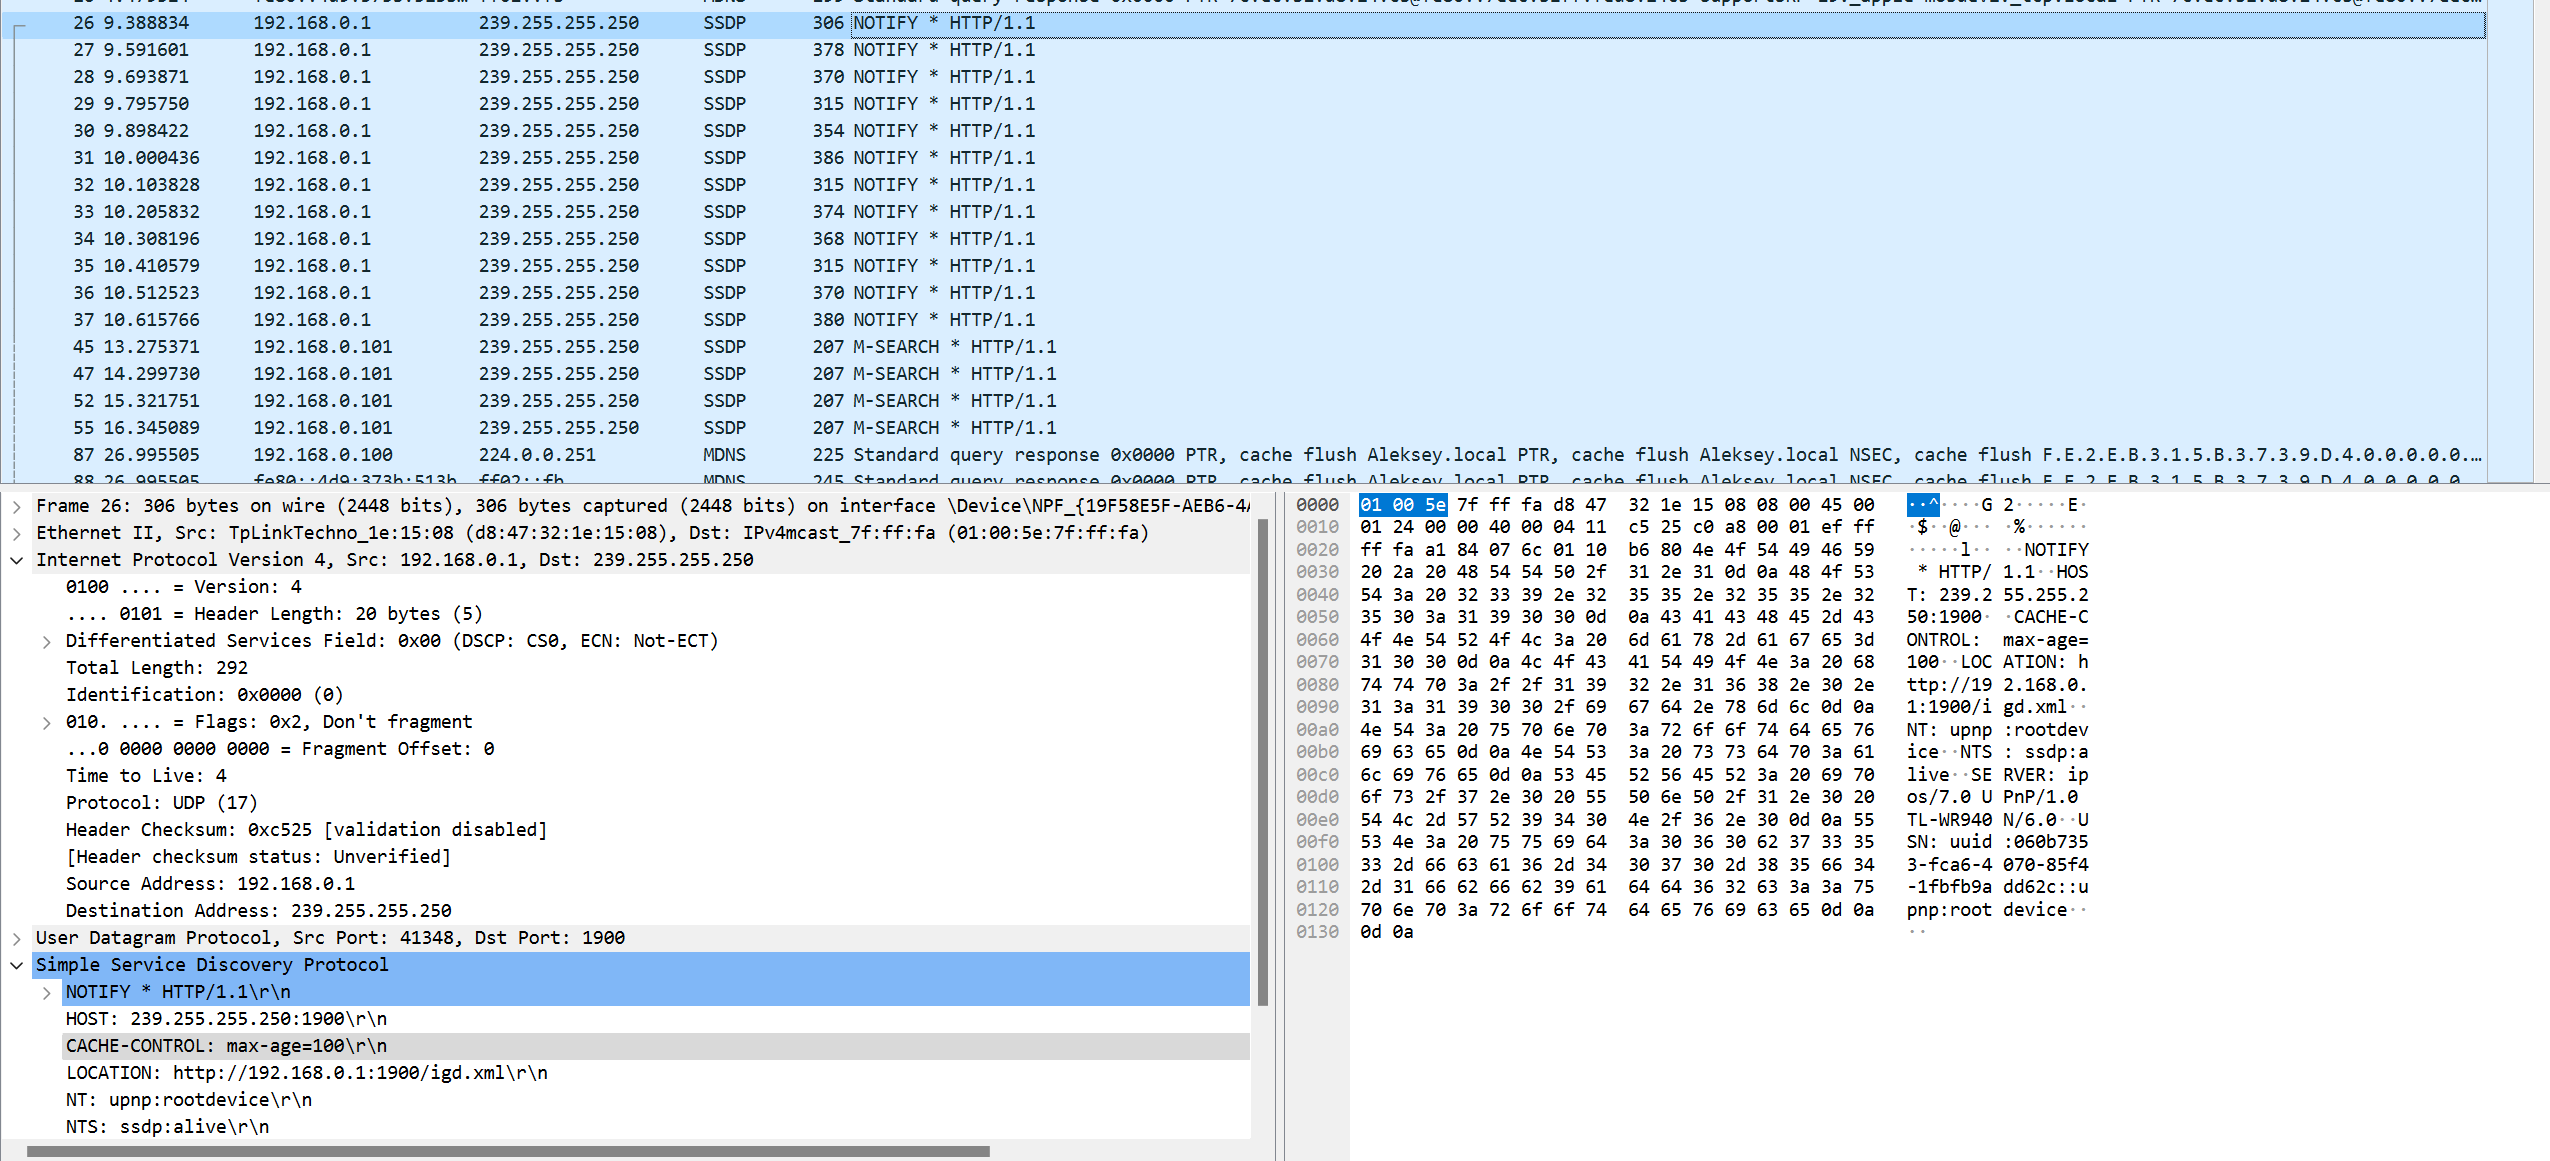 26 9.388834 192.168.0.1 239.255.255.250 SSDP 306 NOTIFY * HTTP/1.1
27 9.591601 192.168.0.1 239.255.255.250 SSDP 378 NOTIFY * HTTP/1.1
28 9.693871 192.168.0.1 239.255.255.250 SSDP 370 NOTIFY * HTTP/1.1
29 9.795750 192.168.0.1 239.255.255.250 SSDP 315 NOTIFY * HTTP/1.1
30 9.898422 192.168.0.1 239.255.255.250 SSDP 354 NOTIFY * HTTP/1.1
31 10.000436 192.168.0.1 239.255.255.250 SSDP 386 NOTIFY * HTTP/1.1
32 10.103828 192.168.0.1 239.255.255.250 SSDP 315 NOTIFY * HTTP/1.1
33 10.205832 192.168.0.1 239.255.255.250 SSDP 374 NOTIFY * HTTP/1.1
34 10.308196 192.168.0.1 239.255.255.250 SSDP 368 NOTIFY * HTTP/1.1
35 10.410579 192.168.0.1 239.255.255.250 SSDP 315 NOTIFY * HTTP/1.1
36 10.512523 192.168.0.1 239.255.255.250 SSDP 370 NOTIFY * HTTP/1.1
37 10.615766 192.168.0.1 239.255.255.250 SSDP 380 NOTIFY * HTTP/1.1
45 13.275371 192.168.0.101 239.255.255.250 SSDP 207 M-SEARCH * HTTP/1.1
47 14.299730 192.168.0.101 239.255.255.250 SSDP 207 M-SEARCH * HTTP/1.1
52 15.321751 192.168.0.101 239.255.255.250 SSDP 207 M-SEARCH * HTTP/1.1
55 16.345089 192.168.0.101 239.255.255.250 SSDP 207 M-SEARCH * HTTP/1.1
87 26.995505 192.168.0.100 224.0.0.251 MDNS 225 Standard query response 0x0000 PTR, cache flush Aleksey.local PTR, cache flush Aleksey.local NSEC, cache flush F.E.2.E.B.3.1.5.B.3.7.3.9.D.4.0.0.0.0.0.…
88 26.995505 fe80::4d9:373b:513b… ff02::fb MDNS 245 Standard query response 0x0000 PTR, cache flush Aleksey.local PTR, cache flush Aleksey.local NSEC, cache flush F.E.2.E.B.3.1.5.B.3.7.3.9.D.4.0.0.0.0.0.
Frame 26: 306 bytes on wire (2448 bits), 306 bytes captured (2448 bits) on interface \Device\NPF_{19F58E5F-AEB6-4A
Ethernet II, Src: TpLinkTechno_1e:15:08 (d8:47:32:1e:15:08), Dst: IPv4mcast_7f:ff:fa (01:00:5e:7f:ff:fa)
Internet Protocol Version 4, Src: 192.168.0.1, Dst: 239.255.255.250
0100 .... = Version: 4
.... 0101 = Header Length: 20 bytes (5)
Differentiated Services Field: 0x00 (DSCP: CS0, ECN: Not-ECT)
Total Length: 292
Identification: 0x0000 (0)
010. .... = Flags: 0x2, Don't fragment
...0 0000 0000 0000 = Fragment Offset: 0
Time to Live: 4
Protocol: UDP (17)
Header Checksum: 0xc525 [validation disabled]
[Header checksum status: Unverified]
Source Address: 192.168.0.1
Destination Address: 239.255.255.250
User Datagram Protocol, Src Port: 41348, Dst Port: 1900
Simple Service Discovery Protocol
NOTIFY * HTTP/1.1\r\n
HOST: 239.255.255.250:1900\r\n
CACHE-CONTROL: max-age=100\r\n
LOCATION: http://192.168.0.1:1900/igd.xml\r\n
NT: upnp:rootdevice\r\n
NTS: ssdp:alive\r\n
0000 01 00 5e 7f ff fa d8 47 32 1e 15 08 08 00 45 00 ··^····G 2·····E·
0010 01 24 00 00 40 00 04 11 c5 25 c0 a8 00 01 ef ff ·$··@··· ·%······
0020 ff fa a1 84 07 6c 01 10 b6 80 4e 4f 54 49 46 59 ·····l·· ··NOTIFY
0030 20 2a 20 48 54 54 50 2f 31 2e 31 0d 0a 48 4f 53 * HTTP/ 1.1··HOS
0040 54 3a 20 32 33 39 2e 32 35 35 2e 32 35 35 2e 32 T: 239.2 55.255.2
0050 35 30 3a 31 39 30 30 0d 0a 43 41 43 48 45 2d 43 50:1900· ·CACHE-C
0060 4f 4e 54 52 4f 4c 3a 20 6d 61 78 2d 61 67 65 3d ONTROL: max-age=
0070 31 30 30 0d 0a 4c 4f 43 41 54 49 4f 4e 3a 20 68 100··LOC ATION: h
0080 74 74 70 3a 2f 2f 31 39 32 2e 31 36 38 2e 30 2e ttp://19 2.168.0.
0090 31 3a 31 39 30 30 2f 69 67 64 2e 78 6d 6c 0d 0a 1:1900/i gd.xml··
00a0 4e 54 3a 20 75 70 6e 70 3a 72 6f 6f 74 64 65 76 NT: upnp :rootdev
00b0 69 63 65 0d 0a 4e 54 53 3a 20 73 73 64 70 3a 61 ice··NTS : ssdp:a
00c0 6c 69 76 65 0d 0a 53 45 52 56 45 52 3a 20 69 70 live··SE RVER: ip
00d0 6f 73 2f 37 2e 30 20 55 50 6e 50 2f 31 2e 30 20 os/7.0 U PnP/1.0
00e0 54 4c 2d 57 52 39 34 30 4e 2f 36 2e 30 0d 0a 55 TL-WR940 N/6.0··U
00f0 53 4e 3a 20 75 75 69 64 3a 30 36 30 62 37 33 35 SN: uuid :060b735
0100 33 2d 66 63 61 36 2d 34 30 37 30 2d 38 35 66 34 3-fca6-4 070-85f4
0110 2d 31 66 62 66 62 39 61 64 64 36 32 63 3a 3a 75 -1fbfb9a dd62c::u
0120 70 6e 70 3a 72 6f 6f 74 64 65 76 69 63 65 0d 0a pnp:root device··
0130 0d 0a ··